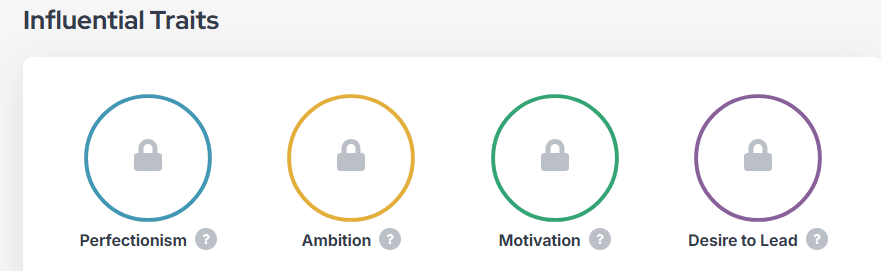 Influential Traits
Perfectionism ?
Ambition ?
Motivation ?
Desire to Lead ?